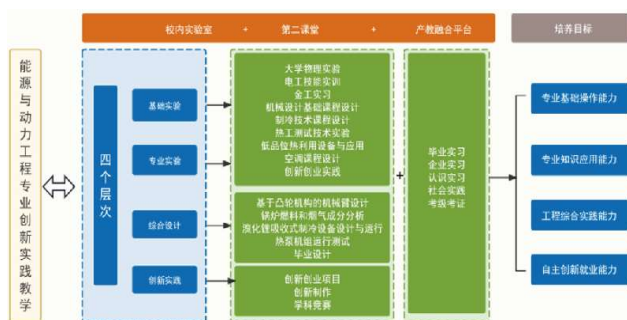 校内实验室 + 第二课堂 + 产教融合平台
培养目标
能源与动力工程专业创新实践教学
四个层次
基础实验
专业实验
综合设计
创新实践
大学物理实验
电工技能实训
金工实习
机械设计基础课程设计
制冷技术课程设计
热工测试技术实验
低品位热利用设备与应用
空调课程设计
创新创业实践
基于凸轮机构的机械健设计
锅炉燃料和烟气成分分析
溴化锂吸收式制冷设备设计与运行
热泵机组运行测试
毕业设计
创新创业项目
创新制作
学科竞赛
+
毕业实习
企业实习
认识实习
社会实践
考级考证
专业基础操作能力
专业知识应用能力
工程综合实践能力
自主创新就业能力